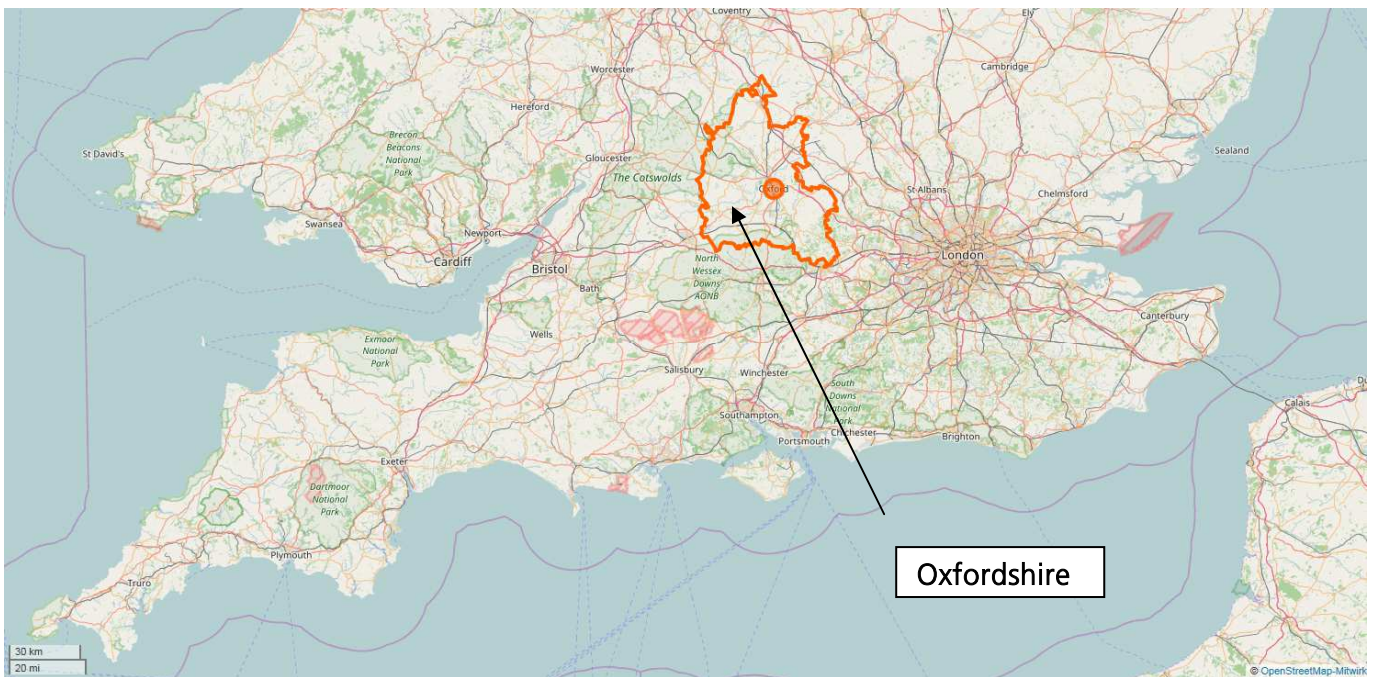 Coventry
Ely
Worcester
Cambridge
Hereford
Brecon
Beacons
National
Park
St David's
Sealand
Gloucester
The Cotswolds
Oxford
St Albans
Chelmsford
Swansea
Newport
Cardiff
Bristol
London
North
Wessex
Downs
AONB
Bath
Canterbury
Wells
Exmoor
National
Park
Salisbury
Winchester
South
Downs
National
Park
Calais
Southampton
Chichester
Portsmouth
Brighton
Exeter
Dartmoor
National
Park
Plymouth
Truro
Oxfordshire
30 km
20 mi
© OpenStreetMap-Mitwirk